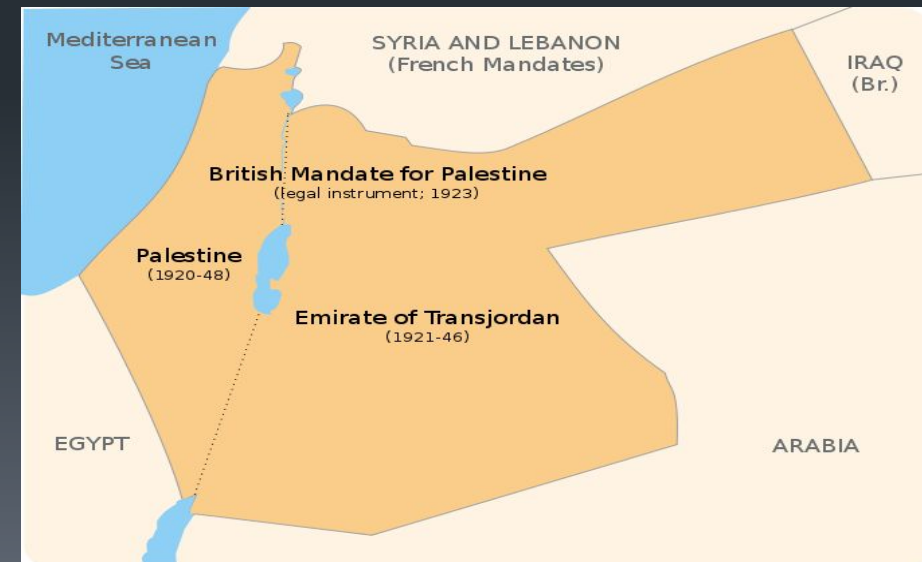 Mediterranean
Sea
SYRIA AND LEBANON
(French Mandates)
IRAQ
(Br.)
British Mandate for Palestine
(legal instrument; 1923)
Palestine
(1920-48)
Emirate of Transjordan
(1921-46)
EGYPT
ARABIA